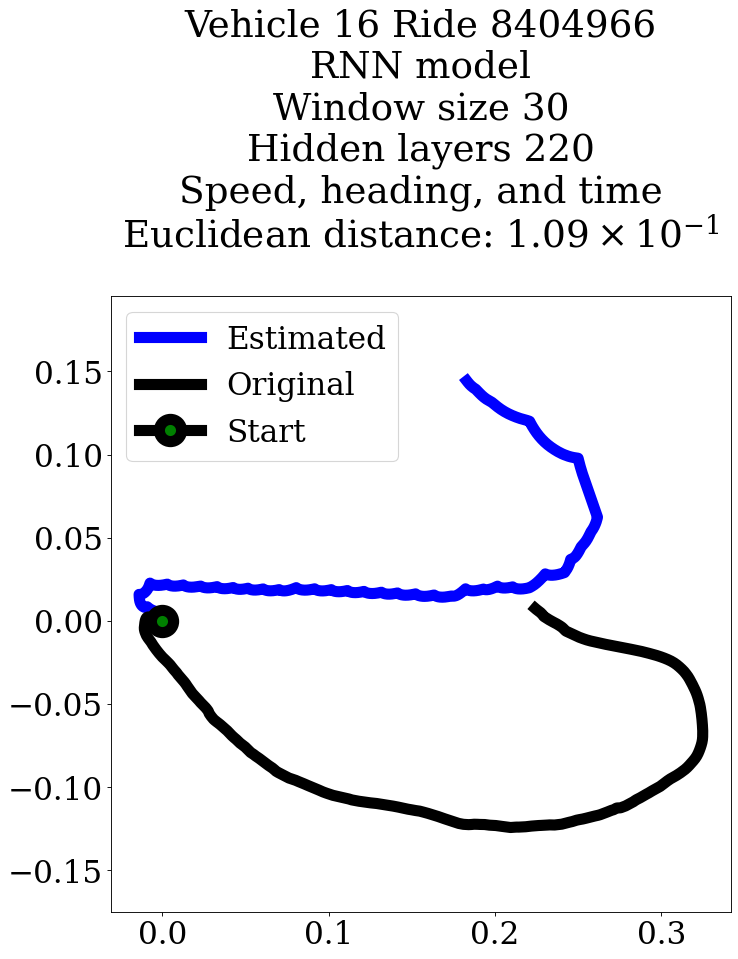 Vehicle 16 Ride 8404966
RNN model
Window size 30
Hidden layers 220
Speed, heading, and time
Euclidean distance: 1.09 × 10⁻¹
Estimated
Original
Start
0.15
0.10
0.05
0.00
−0.05
−0.10
−0.15
0.0 0.1 0.2 0.3